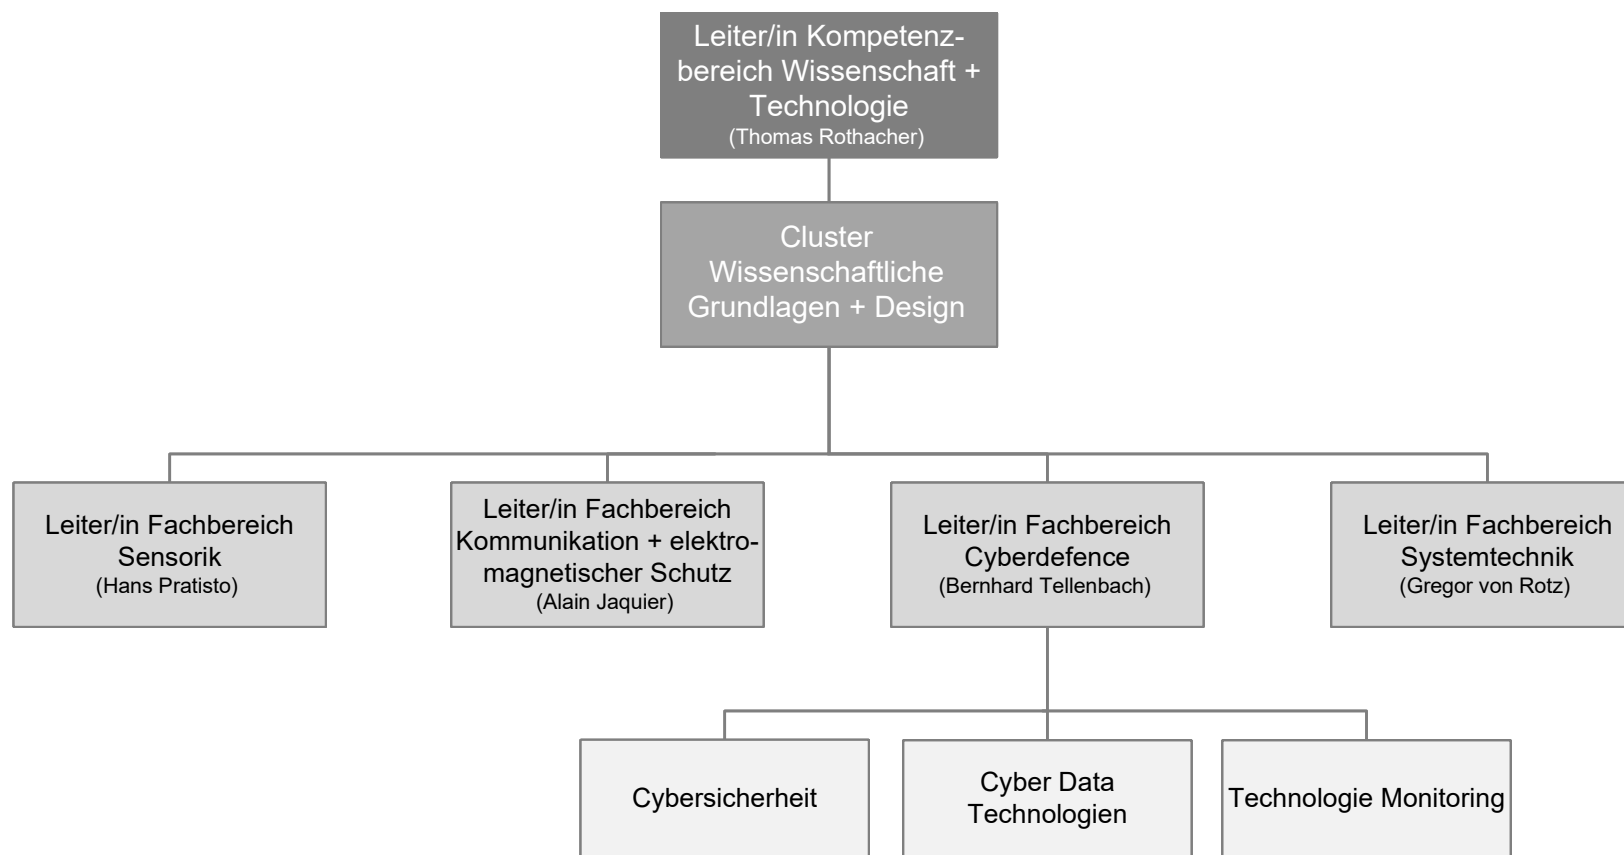 Leiter/in Kompetenz-
bereich Wissenschaft +
Technologie
(Thomas Rothacher)
Cluster
Wissenschaftliche
Grundlagen + Design
Leiter/in Fachbereich
Sensorik
(Hans Pratisto)
Leiter/in Fachbereich
Kommunikation + elektro-
magnetischer Schutz
(Alain Jaquier)
Leiter/in Fachbereich
Cyberdefence
(Bernhard Tellenbach)
Leiter/in Fachbereich
Systemtechnik
(Gregor von Rotz)
Cybersicherheit
Cyber Data
Technologien
Technologie Monitoring